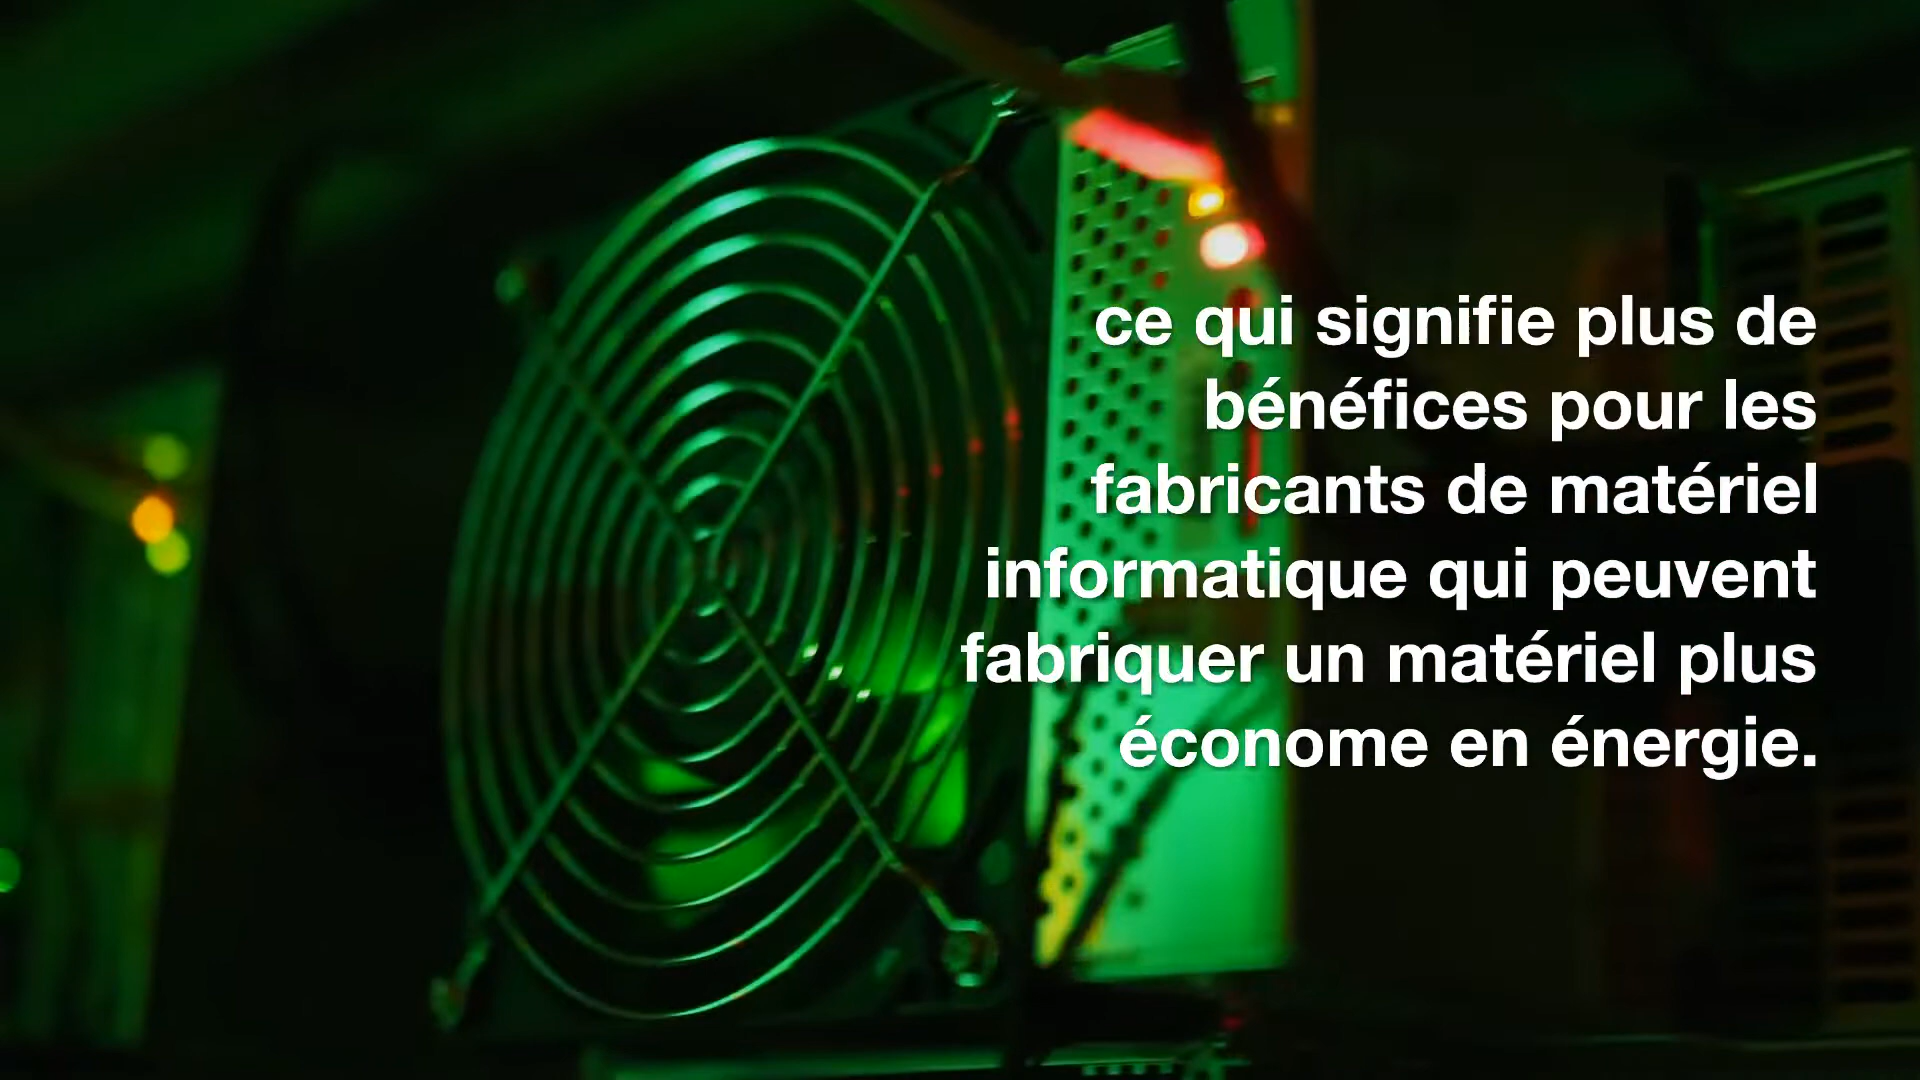 ce qui signifie plus de
bénéfices pour les
fabricants de matériel
informatique qui peuvent
fabriquer un matériel plus
économe en énergie.